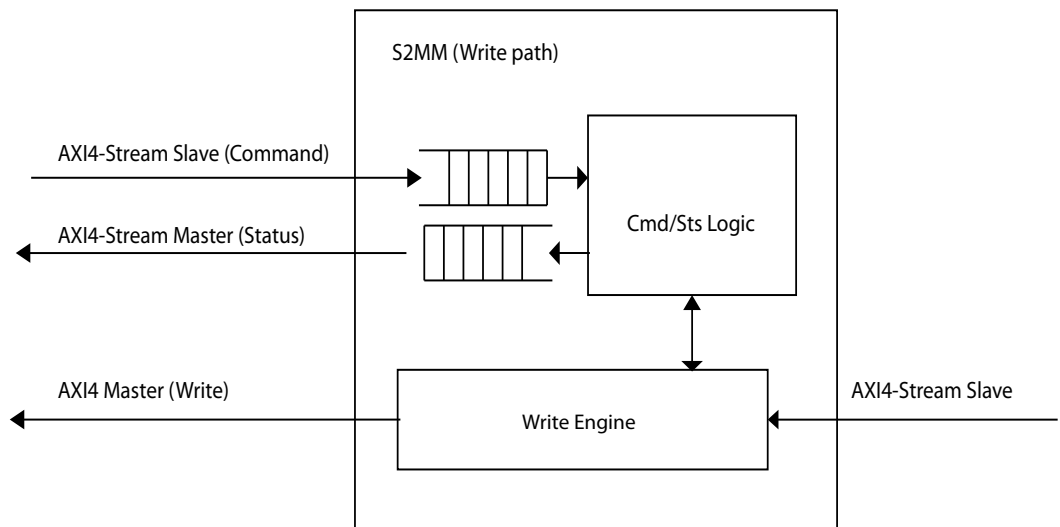 S2MM (Write path)
AXI4-Stream Slave (Command)
AXI4-Stream Master (Status)
Cmd/Sts Logic
AXI4 Master (Write)
Write Engine
AXI4-Stream Slave